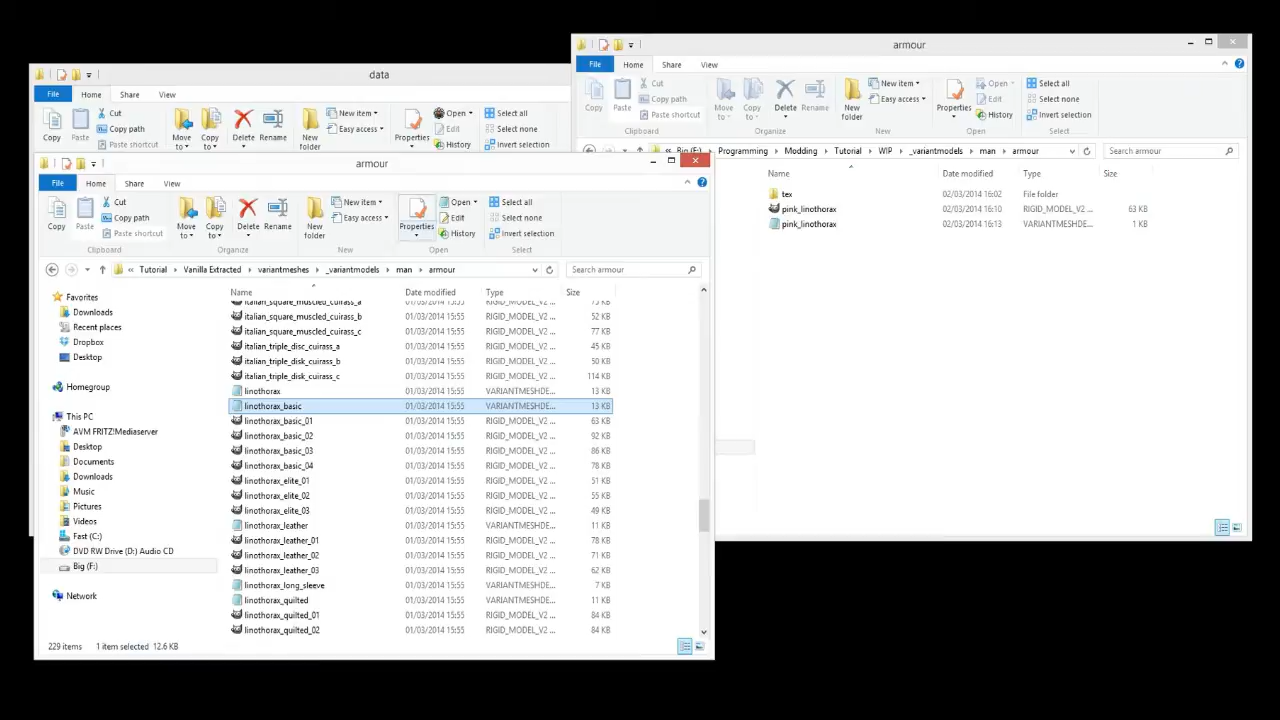 data
File Home Share View
Copy Paste Cut Copy path Paste shortcut Move to Copy to Delete Rename New folder New item Easy access Properties Open Edit History Select all Select none Invert selection
armour
File Home Share View
Copy Paste Cut Copy path Paste shortcut Move to Copy to Delete Rename New folder New item Easy access Properties Open Edit History Select all Select none Invert selection
Clipboard Organize New Open Select
Big (F:) Programming Modding Tutorial WIP _variantmodels man armour Search armour
Name Date modified Type Size
tex 02/03/2014 16:02 File folder
pink_linothorax 02/03/2014 16:10 RIGID_MODEL_V2 ... 63 KB
pink_linothorax 02/03/2014 16:13 VARIANTMESHDE... 1 KB
armour
File Home Share View
Copy Paste Cut Copy path Paste shortcut Move to Copy to Delete Rename New folder New item Easy access Properties Open Edit History Select all Select none Invert selection
Clipboard Organize New Open Select
Tutorial Vanilla Extracted variantmeshes _variantmodels man armour Search armour
Favorites
Downloads
Recent places
Dropbox
Desktop
Homegroup
This PC
AVM FRITZ!Mediaserver
Desktop
Documents
Downloads
Music
Pictures
Videos
Fast (C:)
DVD RW Drive (D:) Audio CD
Big (F:)
Network
Name Date modified Type Size
italian_square_muscled_cuirass_a 01/03/2014 15:55 RIGID_MODEL_V2 ... 75 KB
italian_square_muscled_cuirass_b 01/03/2014 15:55 RIGID_MODEL_V2 ... 52 KB
italian_square_muscled_cuirass_c 01/03/2014 15:55 RIGID_MODEL_V2 ... 77 KB
italian_triple_disc_cuirass_a 01/03/2014 15:55 RIGID_MODEL_V2 ... 45 KB
italian_triple_disk_cuirass_b 01/03/2014 15:55 RIGID_MODEL_V2 ... 50 KB
italian_triple_disk_cuirass_c 01/03/2014 15:55 RIGID_MODEL_V2 ... 114 KB
linothorax 01/03/2014 15:55 VARIANTMESHDE... 13 KB
linothorax_basic 01/03/2014 15:55 VARIANTMESHDE... 13 KB
linothorax_basic_01 01/03/2014 15:55 RIGID_MODEL_V2 ... 63 KB
linothorax_basic_02 01/03/2014 15:55 RIGID_MODEL_V2 ... 92 KB
linothorax_basic_03 01/03/2014 15:55 RIGID_MODEL_V2 ... 86 KB
linothorax_basic_04 01/03/2014 15:55 RIGID_MODEL_V2 ... 78 KB
linothorax_elite_01 01/03/2014 15:55 RIGID_MODEL_V2 ... 51 KB
linothorax_elite_02 01/03/2014 15:55 RIGID_MODEL_V2 ... 55 KB
linothorax_elite_03 01/03/2014 15:55 RIGID_MODEL_V2 ... 49 KB
linothorax_leather 01/03/2014 15:55 VARIANTMESHDE... 11 KB
linothorax_leather_01 01/03/2014 15:55 RIGID_MODEL_V2 ... 78 KB
linothorax_leather_02 01/03/2014 15:55 RIGID_MODEL_V2 ... 71 KB
linothorax_leather_03 01/03/2014 15:55 RIGID_MODEL_V2 ... 62 KB
linothorax_long_sleeve 01/03/2014 15:55 VARIANTMESHDE... 7 KB
linothorax_quilted 01/03/2014 15:55 VARIANTMESHDE... 11 KB
linothorax_quilted_01 01/03/2014 15:55 RIGID_MODEL_V2 ... 84 KB
linothorax_quilted_02 01/03/2014 15:55 RIGID_MODEL_V2 ... 84 KB
229 items 1 item selected 12.6 KB